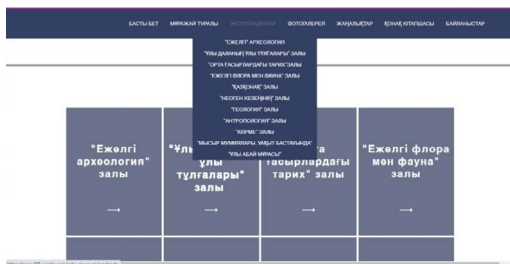 БАСТЫ БЕТ МҰРАЖАЙ ТУРАЛЫ ЭКСПОЗИЦИЯЛАР ФОТОГАЛЕРЕЯ ЖАҢАЛЫҚТАР ҚОНАҚ КІТАПШАСЫ БАЙЛАНЫСТАР
"ЕЖЕЛГІ" АРХЕОЛОГИЯ
"ҰЛЫ ДАЛАНЫҢ ҰЛЫ ТҰЛҒАЛАРЫ" ЗАЛЫ
"ОРТА ҒАСЫРЛАРДАҒЫ ТАРИХ" ЗАЛЫ
"ЕЖЕЛГІ ФЛОРА МЕН ФАУНА" ЗАЛЫ
"ҚАЗҚОНАҚ" ЗАЛЫ
"НЕОГЕН КЕЗЕҢІНІҢ" ЗАЛЫ
"ГЕОЛОГИЯ" ЗАЛЫ
"АНТРОПОЛОГИЯ" ЗАЛЫ
"КӨРМЕ" ЗАЛЫ
"МЫСЫР МУМИЯЛАРЫ. УАҚЫТ БАСТАУЫНДА"
"ҰЛЫ АБАЙ МҰРАСЫ"
"Ежелгі
археология"
залы
ұлы
тұлғалары"
залы
ғасырлардағы
тарих" залы
"Ежелгі флора
мен фауна"
залы